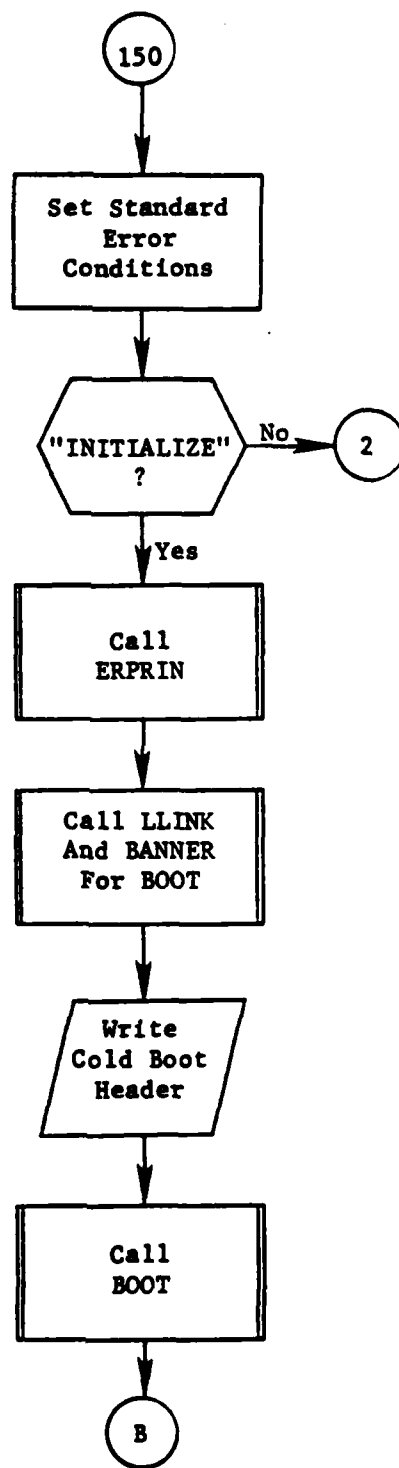 150
Set Standard
Error
Conditions
"INITIALIZE"
?
No
2
Yes
Call
ERPRIN
Call LLINK
And BANNER
For BOOT
Write
Cold Boot
Header
Call
BOOT
B